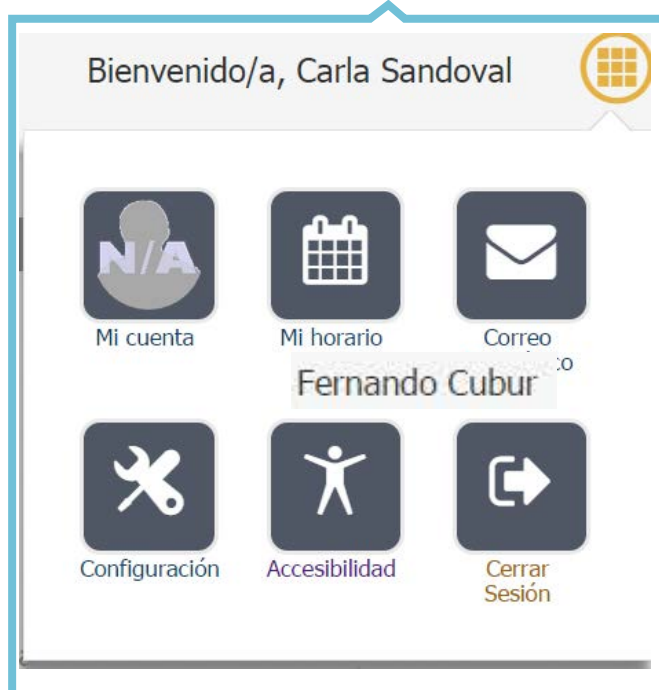 Bienvenido/a, Carla Sandoval
N/A
Mi cuenta
Mi horario
Correo
Fernando Cubur
Configuración
Accesibilidad
Cerrar
Sesión